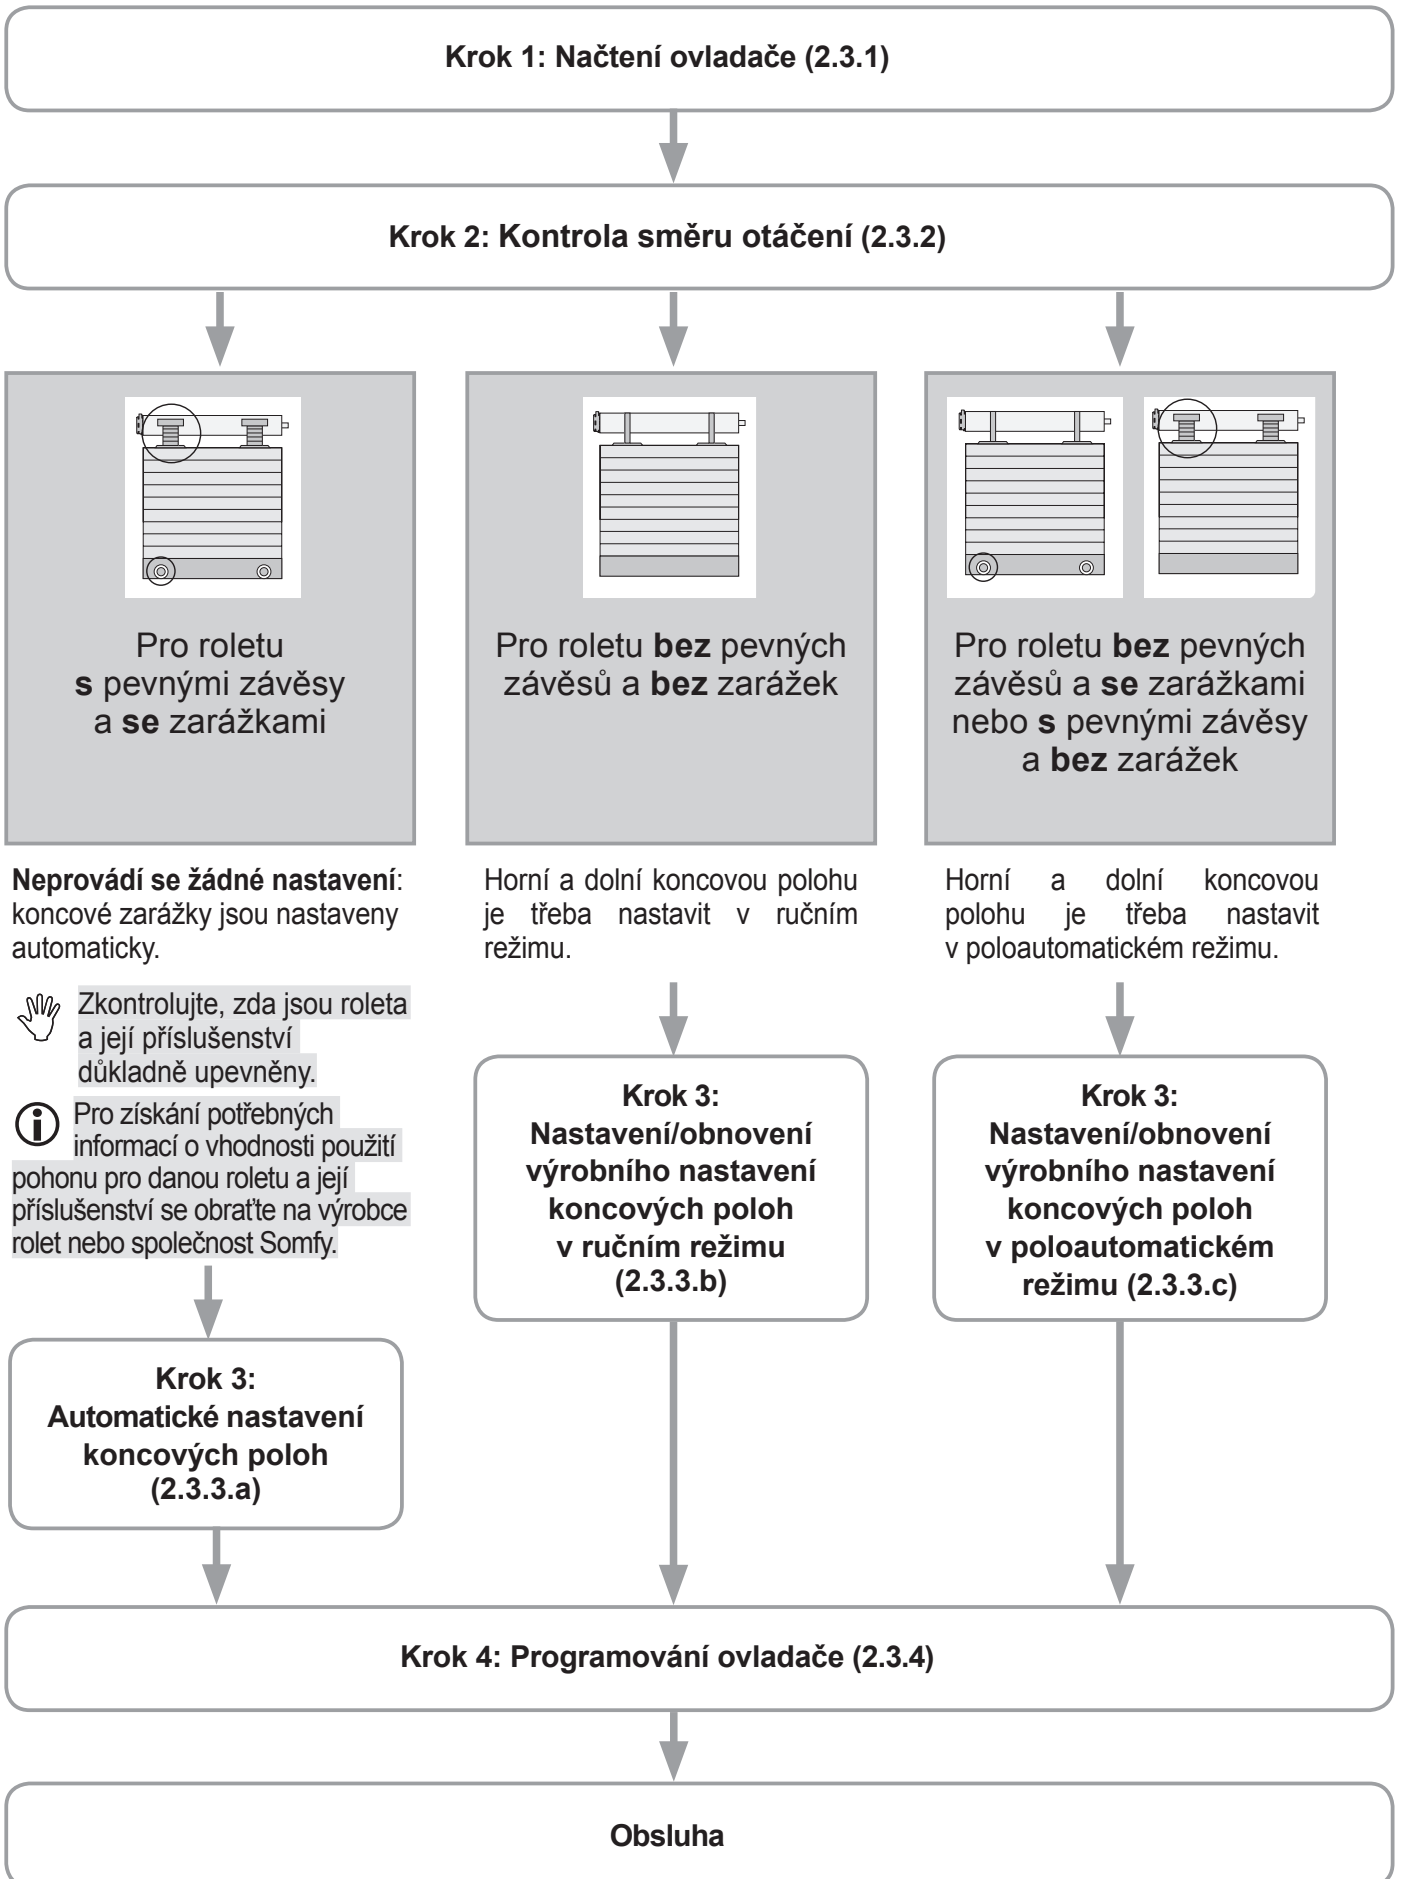 Krok 1: Načtení ovladače (2.3.1)
Krok 2: Kontrola směru otáčení (2.3.2)
Pro roletu
s pevnými závěsy
a se zarážkami
Pro roletu bez pevných
závěsů a bez zarážek
Pro roletu bez pevných
závěsů a se zarážkami
nebo s pevnými závěsy
a bez zarážek
Neprovádí se žádné nastavení:
koncové zarážky jsou nastaveny
automaticky.
Zkontrolujte, zda jsou roleta
a její příslušenství
důkladně upevněny.
Pro získání potřebných
informací o vhodnosti použití
pohonu pro danou roletu a její
příslušenství se obraťte na výrobce
rolet nebo společnost Somfy.
Krok 3:
Automatické nastavení
koncových poloh
(2.3.3.a)
Horní a dolní koncovou polohu
je třeba nastavit v ručním
režimu.
Krok 3:
Nastavení/obnovení
výrobního nastavení
koncových poloh
v ručním režimu
(2.3.3.b)
Horní a dolní koncovou
polohu je třeba nastavit
v poloautomatickém režimu.
Krok 3:
Nastavení/obnovení
výrobního nastavení
koncových poloh
v poloautomatickém
režimu (2.3.3.c)
Krok 4: Programování ovladače (2.3.4)
Obsluha